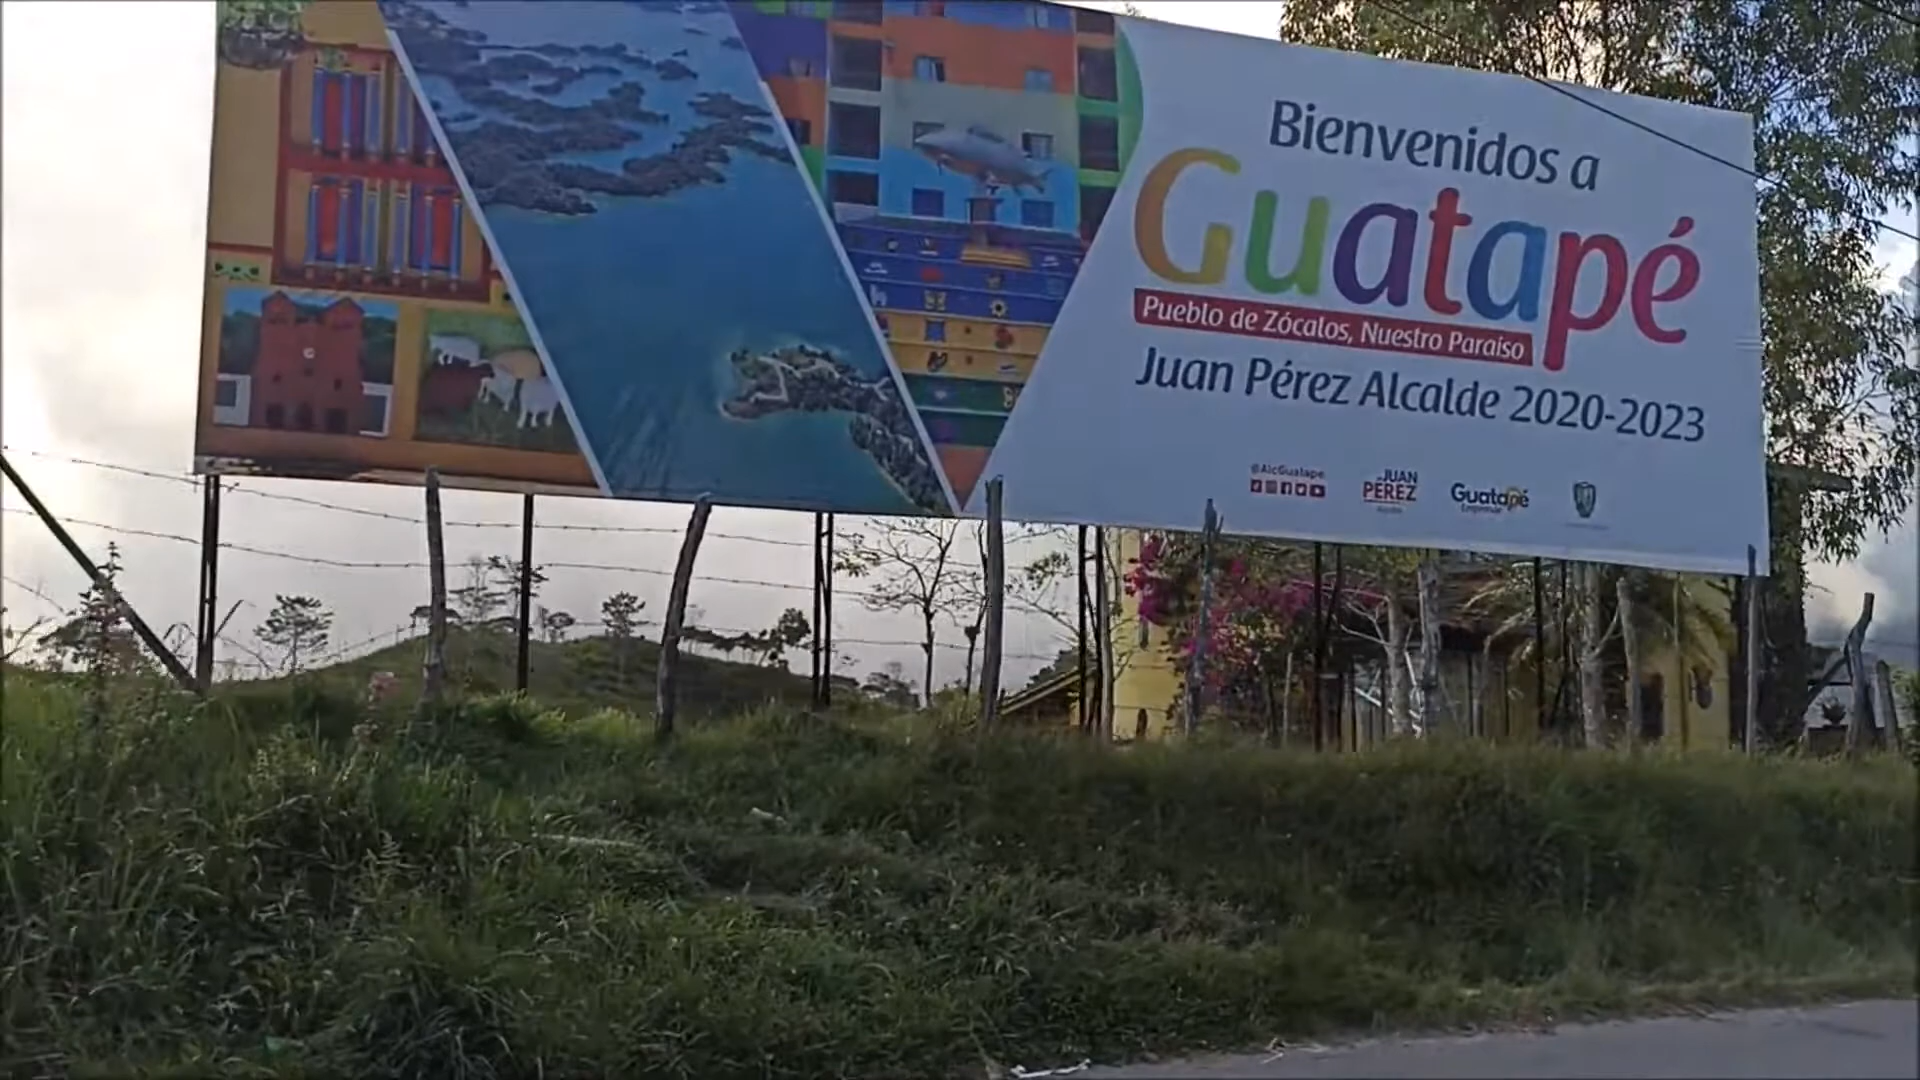 Bienvenidos a
Guatapé
Pueblo de Zócalos, Nuestro Paraiso
Juan Pérez Alcalde 2020-2023
@AlcGuatape
JUAN
PÉREZ
Guatapé